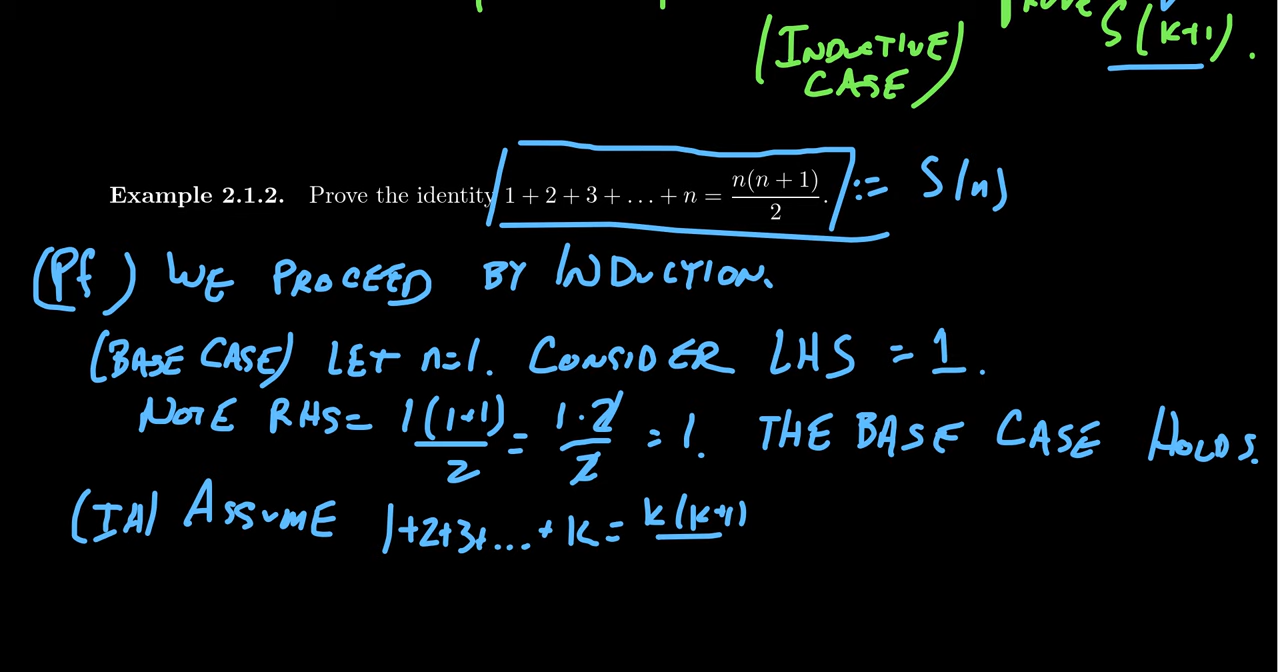 PROVE
(INDUCTIVE CASE) S(k+1).
Example 2.1.2. Prove the identity 1 + 2 + 3 + ... + n = n(n + 1)/2. := S(n)
(Pf) WE PROCEED BY INDUCTION.
(BASE CASE) LET n=1. CONSIDER LHS = 1.
NOTE RHS= 1(1+1)/2 = 1·2/2 = 1. THE BASE CASE HOLDS.
(IH) ASSUME 1+2+3+...+k= k(k+1)